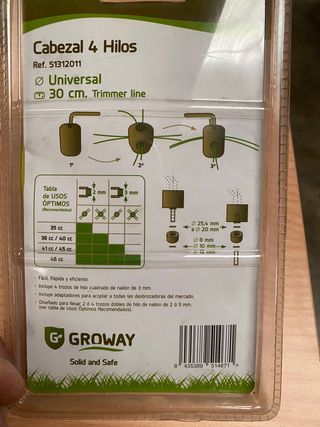 Cabezal 4 Hilos
Ref. 51312011
Ø Universal
30 cm. Trimmer line
1º 2º 3º
Tabla
de USOS
ÓPTIMOS
(Recomendados)
2 mm 3 mm
35 cc
36 cc / 40 cc
41 cc / 45 cc
46 cc
Ø 25,4 mm
a Ø 20 mm
Ø 8 mm
Ø 10 mm
- Fácil, Rápida y eficiente.
- Incluye 4 trozos de hilo cuadrado de nailon de 3 mm.
- Incluye adaptadores para acoplar a todas las desbrozadoras del mercado.
- Diseñado para llevar 2 ó 4 trozos dobles de hilo de nailon de 2 ó 3 mm.
(ver tabla de Usos Óptimos Recomendados).
G GROWAY
Solid and Safe
8 435389 514671 >